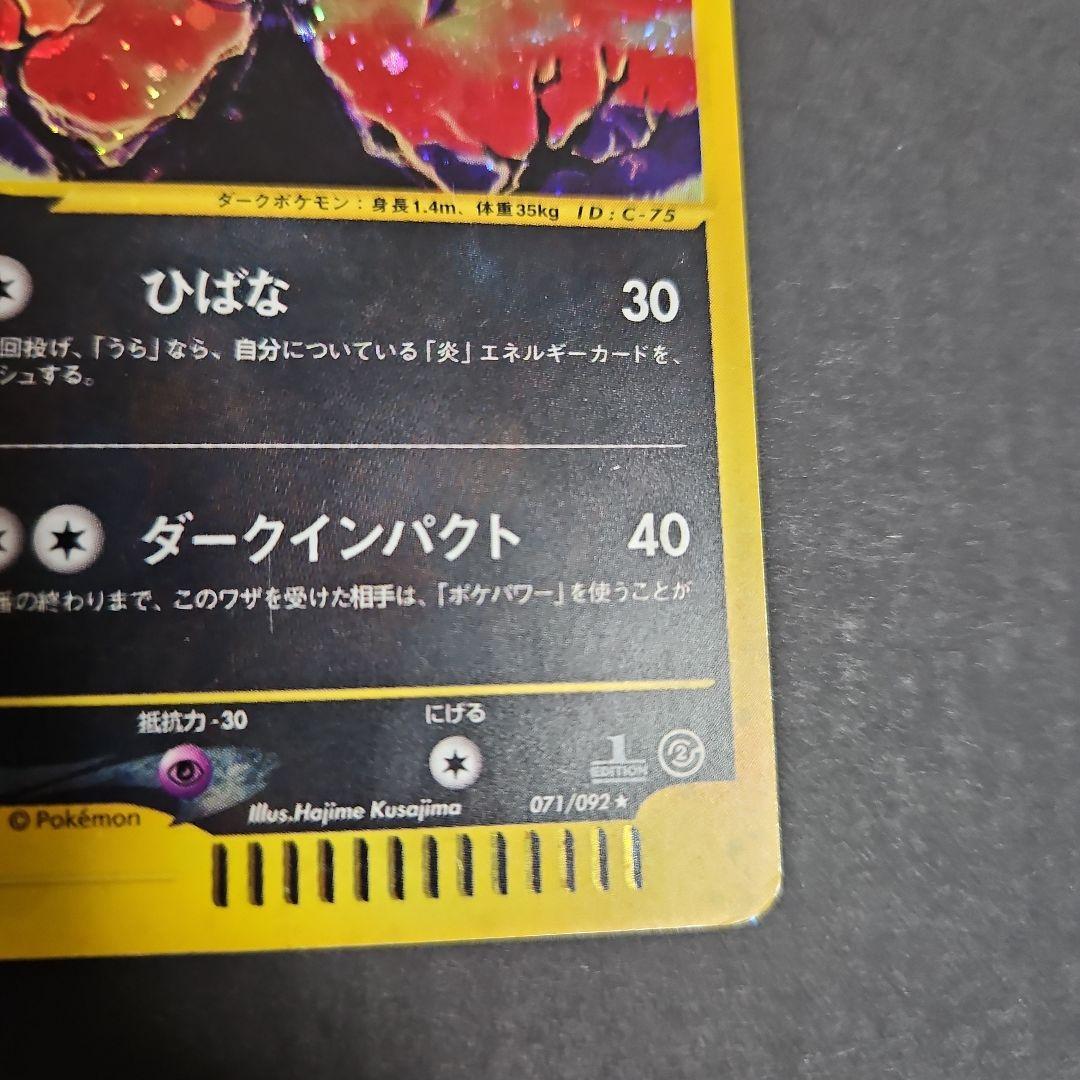 ダークポケモン：身長1.4m、体重35kg ID：C-75
ひばな 30
回投げ、「うら」なら、自分についている「炎」エネルギーカードを、
シュする。
ダークインパクト 40
番の終わりまで、このワザを受けた相手は、「ポケパワー」を使うことが
抵抗力 -30 にげる
1 EDITION 2
©Pokémon Illus.Hajime Kusajima 071/092★